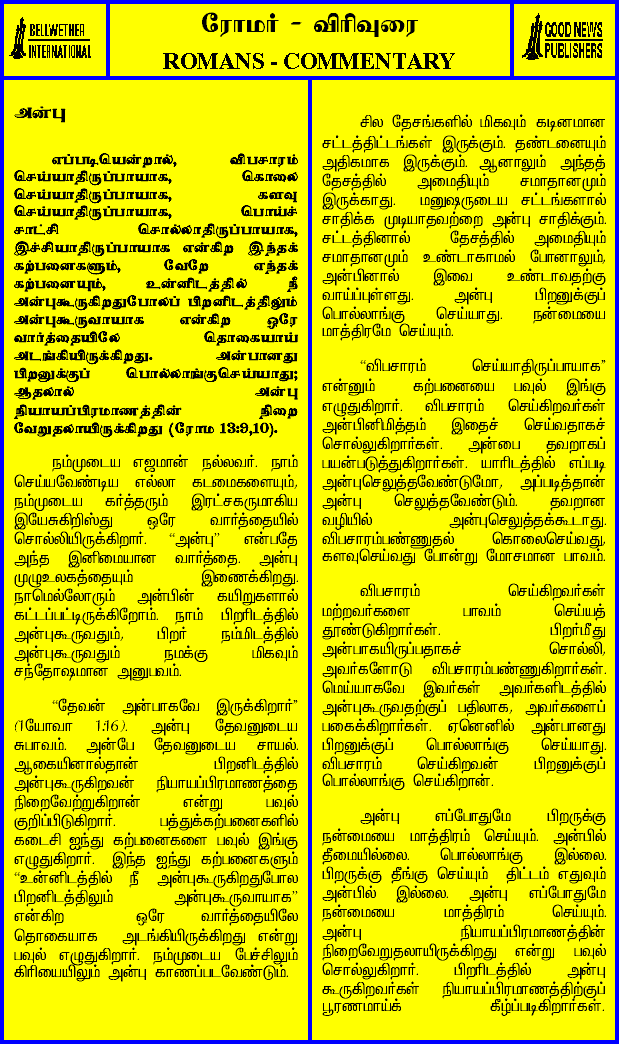 BELLWETHER
INTERNATIONAL
ரோமர் - விரிவுரை
ROMANS - COMMENTARY
GOOD NEWS
PUBLISHERS
அன்பு
எப்படியென்றால், விபசாரம்
செய்யாதிருப்பாயாக, கொலை
செய்யாதிருப்பாயாக, களவு
செய்யாதிருப்பாயாக, பொய்ச்
சாட்சி சொல்லாதிருப்பாயாக,
இச்சியாதிருப்பாயாக என்கிற இந்தக்
கற்பனைகளும், வேறே எந்தக்
கற்பனையும், உன்னிடத்தில் நீ
அன்புகூருகிறதுபோலப் பிறனிடத்திலும்
அன்புகூருவாயாக என்கிற ஒரே
வார்த்தையிலே தொகையாய்
அடங்கியிருக்கிறது. அன்பானது
பிறனுக்குப் பொல்லாங்குசெய்யாது;
ஆதலால் அன்பு
நியாயப்பிரமாணத்தின் நிறை
வேறுதலாயிருக்கிறது (ரோம 13:9,10).
நம்முடைய எஜமான் நல்லவர். நாம்
செய்யவேண்டிய எல்லா கடமைகளையும்,
நம்முடைய கர்த்தரும் இரட்சகருமாகிய
இயேசுகிறிஸ்து ஒரே வார்த்தையில்
சொல்லியிருக்கிறார். “அன்பு” என்பதே
அந்த இனிமையான வார்த்தை. அன்பு
முழுஉலகத்தையும் இணைக்கிறது.
நாமெல்லோரும் அன்பின் கயிறுகளால்
கட்டப்பட்டிருக்கிறோம். நாம் பிறரிடத்தில்
அன்புகூருவதும், பிறர் நம்மிடத்தில்
அன்புகூருவதும் நமக்கு மிகவும்
சந்தோஷமான அனுபவம்.
“தேவன் அன்பாகவே இருக்கிறார்”
(1யோவா 1:16). அன்பு தேவனுடைய
சுபாவம். அன்பே தேவனுடைய சாயல்.
ஆகையினால்தான் பிறனிடத்தில்
அன்புகூருகிறவன் நியாயப்பிரமாணத்தை
நிறைவேற்றுகிறான் என்று பவுல்
குறிப்பிடுகிறார். பத்துக்கற்பனைகளில்
கடைசி ஐந்து கற்பனைகளை பவுல் இங்கு
எழுதுகிறார். இந்த ஐந்து கற்பனைகளும்
“உன்னிடத்தில் நீ அன்புகூருகிறதுபோல
பிறனிடத்திலும் அன்புகூருவாயாக”
என்கிற ஒரே வார்த்தையிலே
தொகையாக அடங்கியிருக்கிறது என்று
பவுல் எழுதுகிறார். நம்முடைய பேச்சிலும்
கிரியையிலும் அன்பு காணப்படவேண்டும்.
சில தேசங்களில் மிகவும் கடினமான
சட்டத்திட்டங்கள் இருக்கும். தண்டனையும்
அதிகமாக இருக்கும். ஆனாலும் அந்தத்
தேசத்தில் அமைதியும் சமாதானமும்
இருக்காது. மனுஷருடைய சட்டங்களால்
சாதிக்க முடியாதவற்றை அன்பு சாதிக்கும்.
சட்டத்தினால் தேசத்தில் அமைதியும்
சமாதானமும் உண்டாகாமல் போனாலும்,
அன்பினால் இவை உண்டாவதற்கு
வாய்ப்புள்ளது. அன்பு பிறனுக்குப்
பொல்லாங்கு செய்யாது. நன்மையை
மாத்திரமே செய்யும்.
“விபசாரம் செய்யாதிருப்பாயாக”
என்னும் கற்பனையை பவுல் இங்கு
எழுதுகிறார். விபசாரம் செய்கிறவர்கள்
அன்பினிமித்தம் இதைச் செய்வதாகச்
சொல்லுகிறார்கள். அன்பை தவறாகப்
பயன்படுத்துகிறார்கள். யாரிடத்தில் எப்படி
அன்புசெலுத்தவேண்டுமோ, அப்படித்தான்
அன்பு செலுத்தவேண்டும். தவறான
வழியில் அன்புசெலுத்தக்கூடாது.
விபசாரம்பண்ணுதல் கொலைசெய்வது,
களவுசெய்வது போன்று மோசமான பாவம்.
விபசாரம் செய்கிறவர்கள்
மற்றவர்களை பாவம் செய்யத்
தூண்டுகிறார்கள். பிறர்மீது
அன்பாகயிருப்பதாகச் சொல்லி,
அவர்களோடு விபசாரம்பண்ணுகிறார்கள்.
மெய்யாகவே இவர்கள் அவர்களிடத்தில்
அன்புகூருவதற்குப் பதிலாக, அவர்களைப்
பகைக்கிறார்கள். ஏனெனில் அன்பானது
பிறனுக்குப் பொல்லாங்கு செய்யாது.
விபசாரம் செய்கிறவன் பிறனுக்குப்
பொல்லாங்கு செய்கிறான்.
அன்பு எப்போதுமே பிறருக்கு
நன்மையை மாத்திரம் செய்யும். அன்பில்
தீமையில்லை. பொல்லாங்கு இல்லை.
பிறருக்கு தீங்கு செய்யும் திட்டம் எதுவும்
அன்பில் இல்லை. அன்பு எப்போதுமே
நன்மையை மாத்திரம் செய்யும்.
அன்பு நியாயப்பிரமாணத்தின்
நிறைவேறுதலாயிருக்கிறது என்று பவுல்
சொல்லுகிறார். பிறரிடத்தில் அன்பு
கூருகிறவர்கள் நியாயப்பிரமாணத்திற்குப்
பூரணமாய்க் கீழ்ப்படிகிறார்கள்.